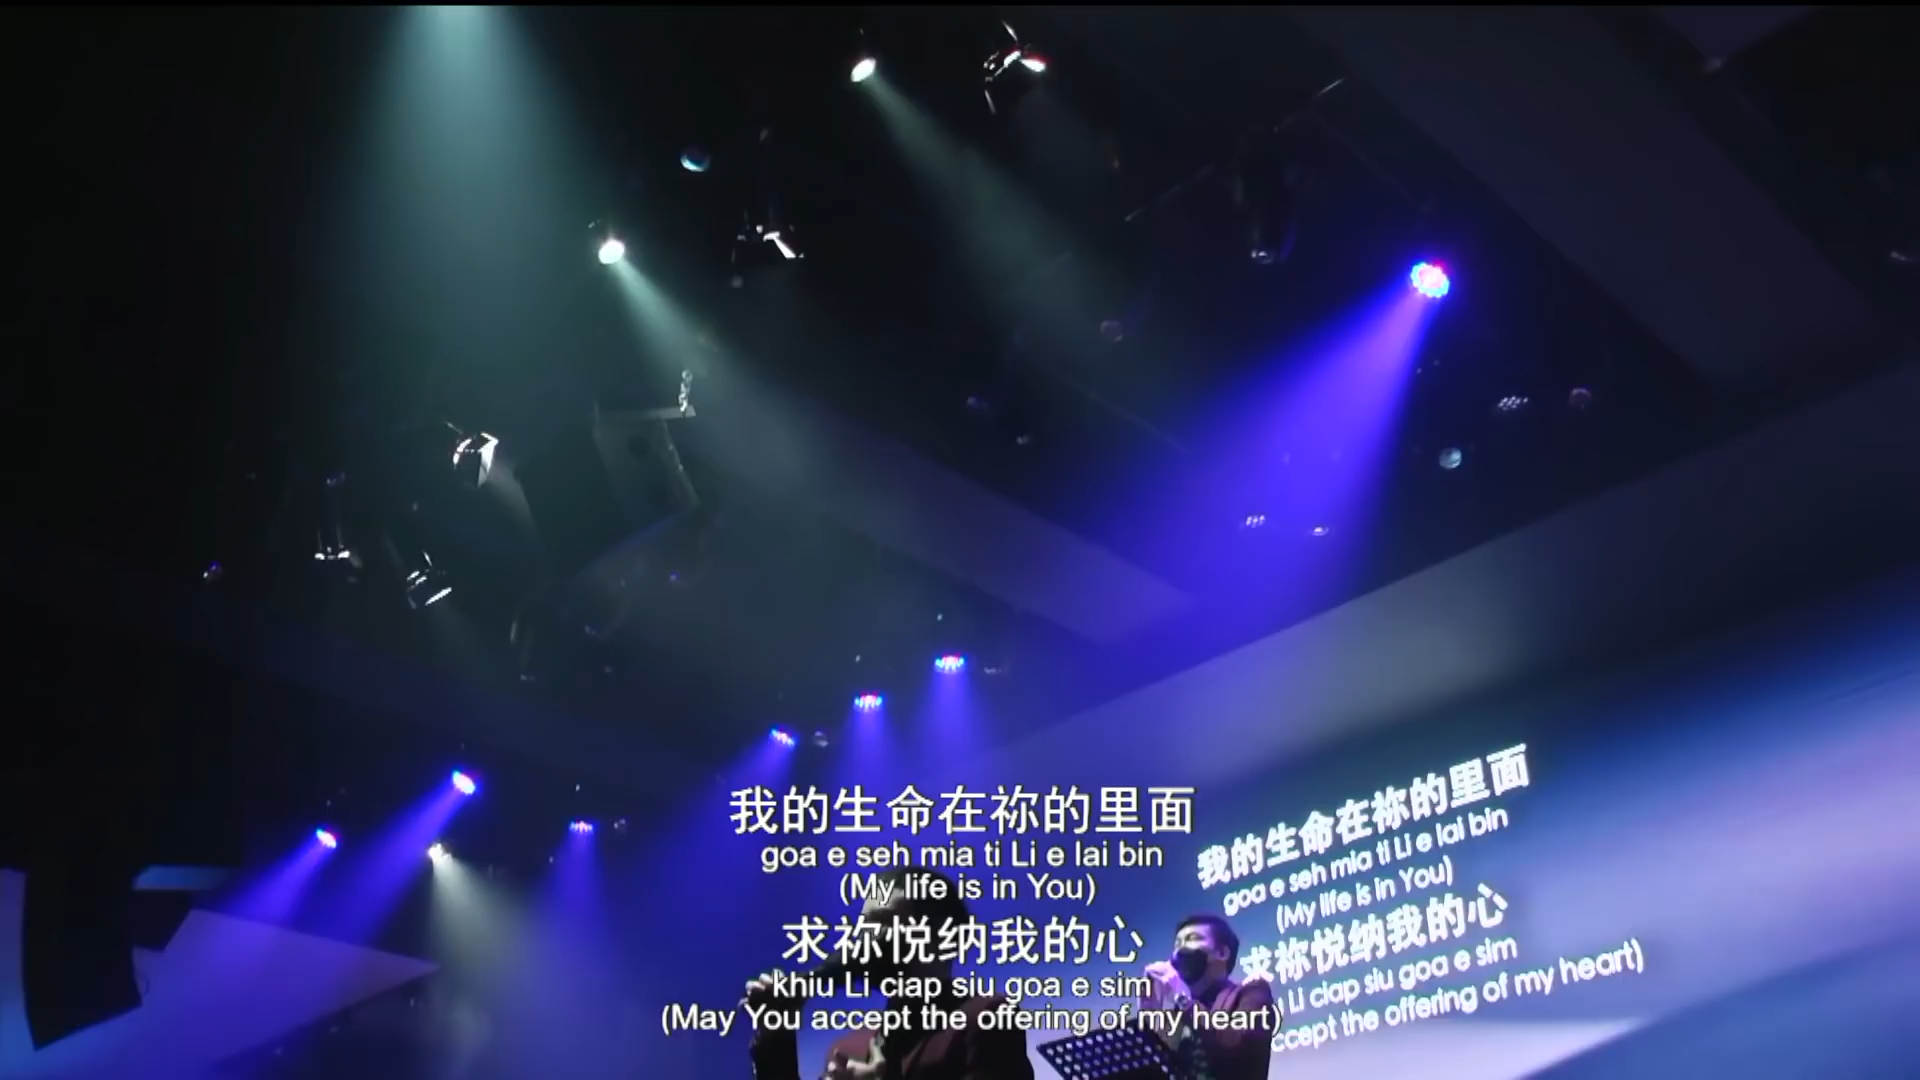 我的生命在祢的里面
goa e seh mia ti Li e lai bin
(My life is in You)
求祢悦纳我的心
khiu Li ciap siu goa e sim
(May You accept the offering of my heart)
我的生命在祢的里面
goa e seh mia ti Li e lai bin
(My life is in You)
求祢悦纳我的心
Li ciap siu goa e sim
the offering of my heart)